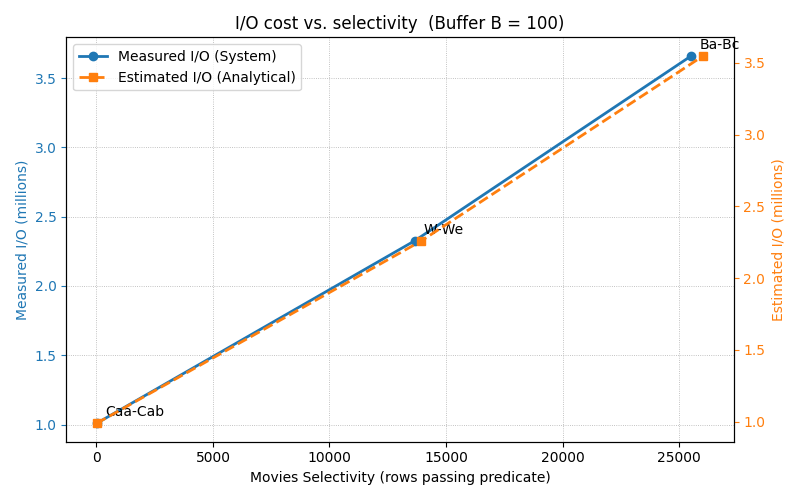 I/O cost vs. selectivity (Buffer B = 100)
Measured I/O (System)
Estimated I/O (Analytical)
Ba-Bc
W-We
Caa-Cab
Measured I/O (millions)
3.5
3.0
2.5
2.0
1.5
1.0
Estimated I/O (millions)
3.5
3.0
2.5
2.0
1.5
1.0
0 5000 10000 15000 20000 25000
Movies Selectivity (rows passing predicate)